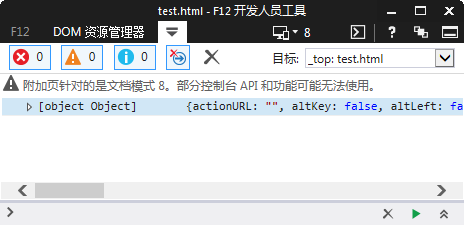 test.html - F12 开发人员工具
F12 DOM 资源管理器 8
0 0 0 目标: _top: test.html
附加页针对的是文档模式 8。部分控制台 API 和功能可能无法使用。
[object Object] {actionURL: "", altKey: false, altLeft: fa